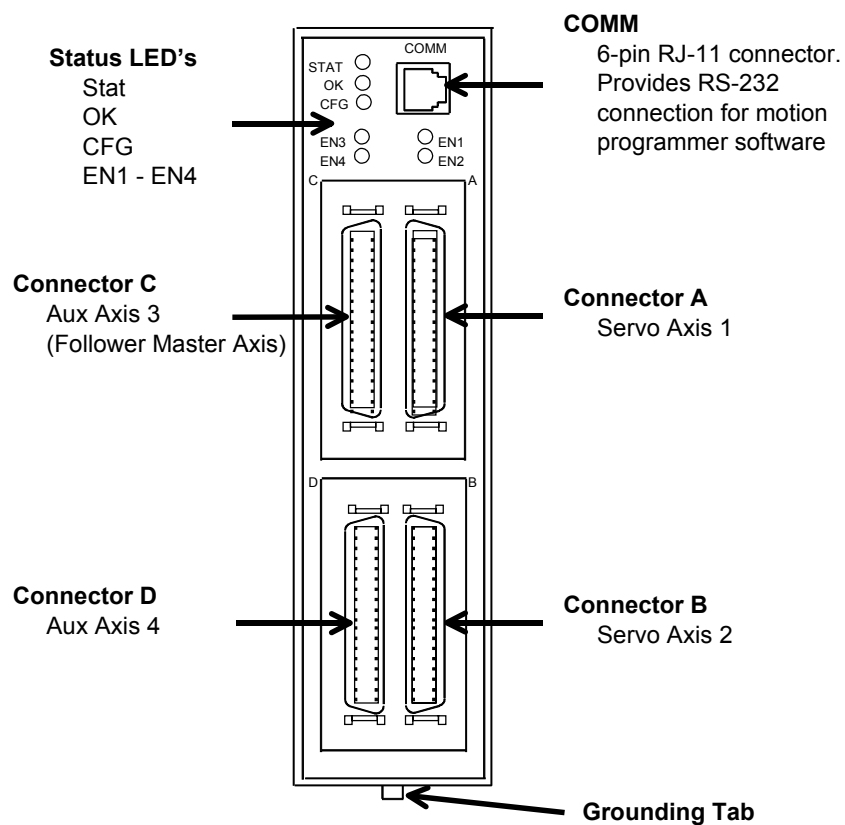 Status LED's
Stat
OK
CFG
EN1 - EN4
COMM
6-pin RJ-11 connector.
Provides RS-232
connection for motion
programmer software
COMM
STAT
OK
CFG
EN3
EN4
EN1
EN2
C
A
Connector C
Aux Axis 3
(Follower Master Axis)
Connector A
Servo Axis 1
D
B
Connector D
Aux Axis 4
Connector B
Servo Axis 2
Grounding Tab